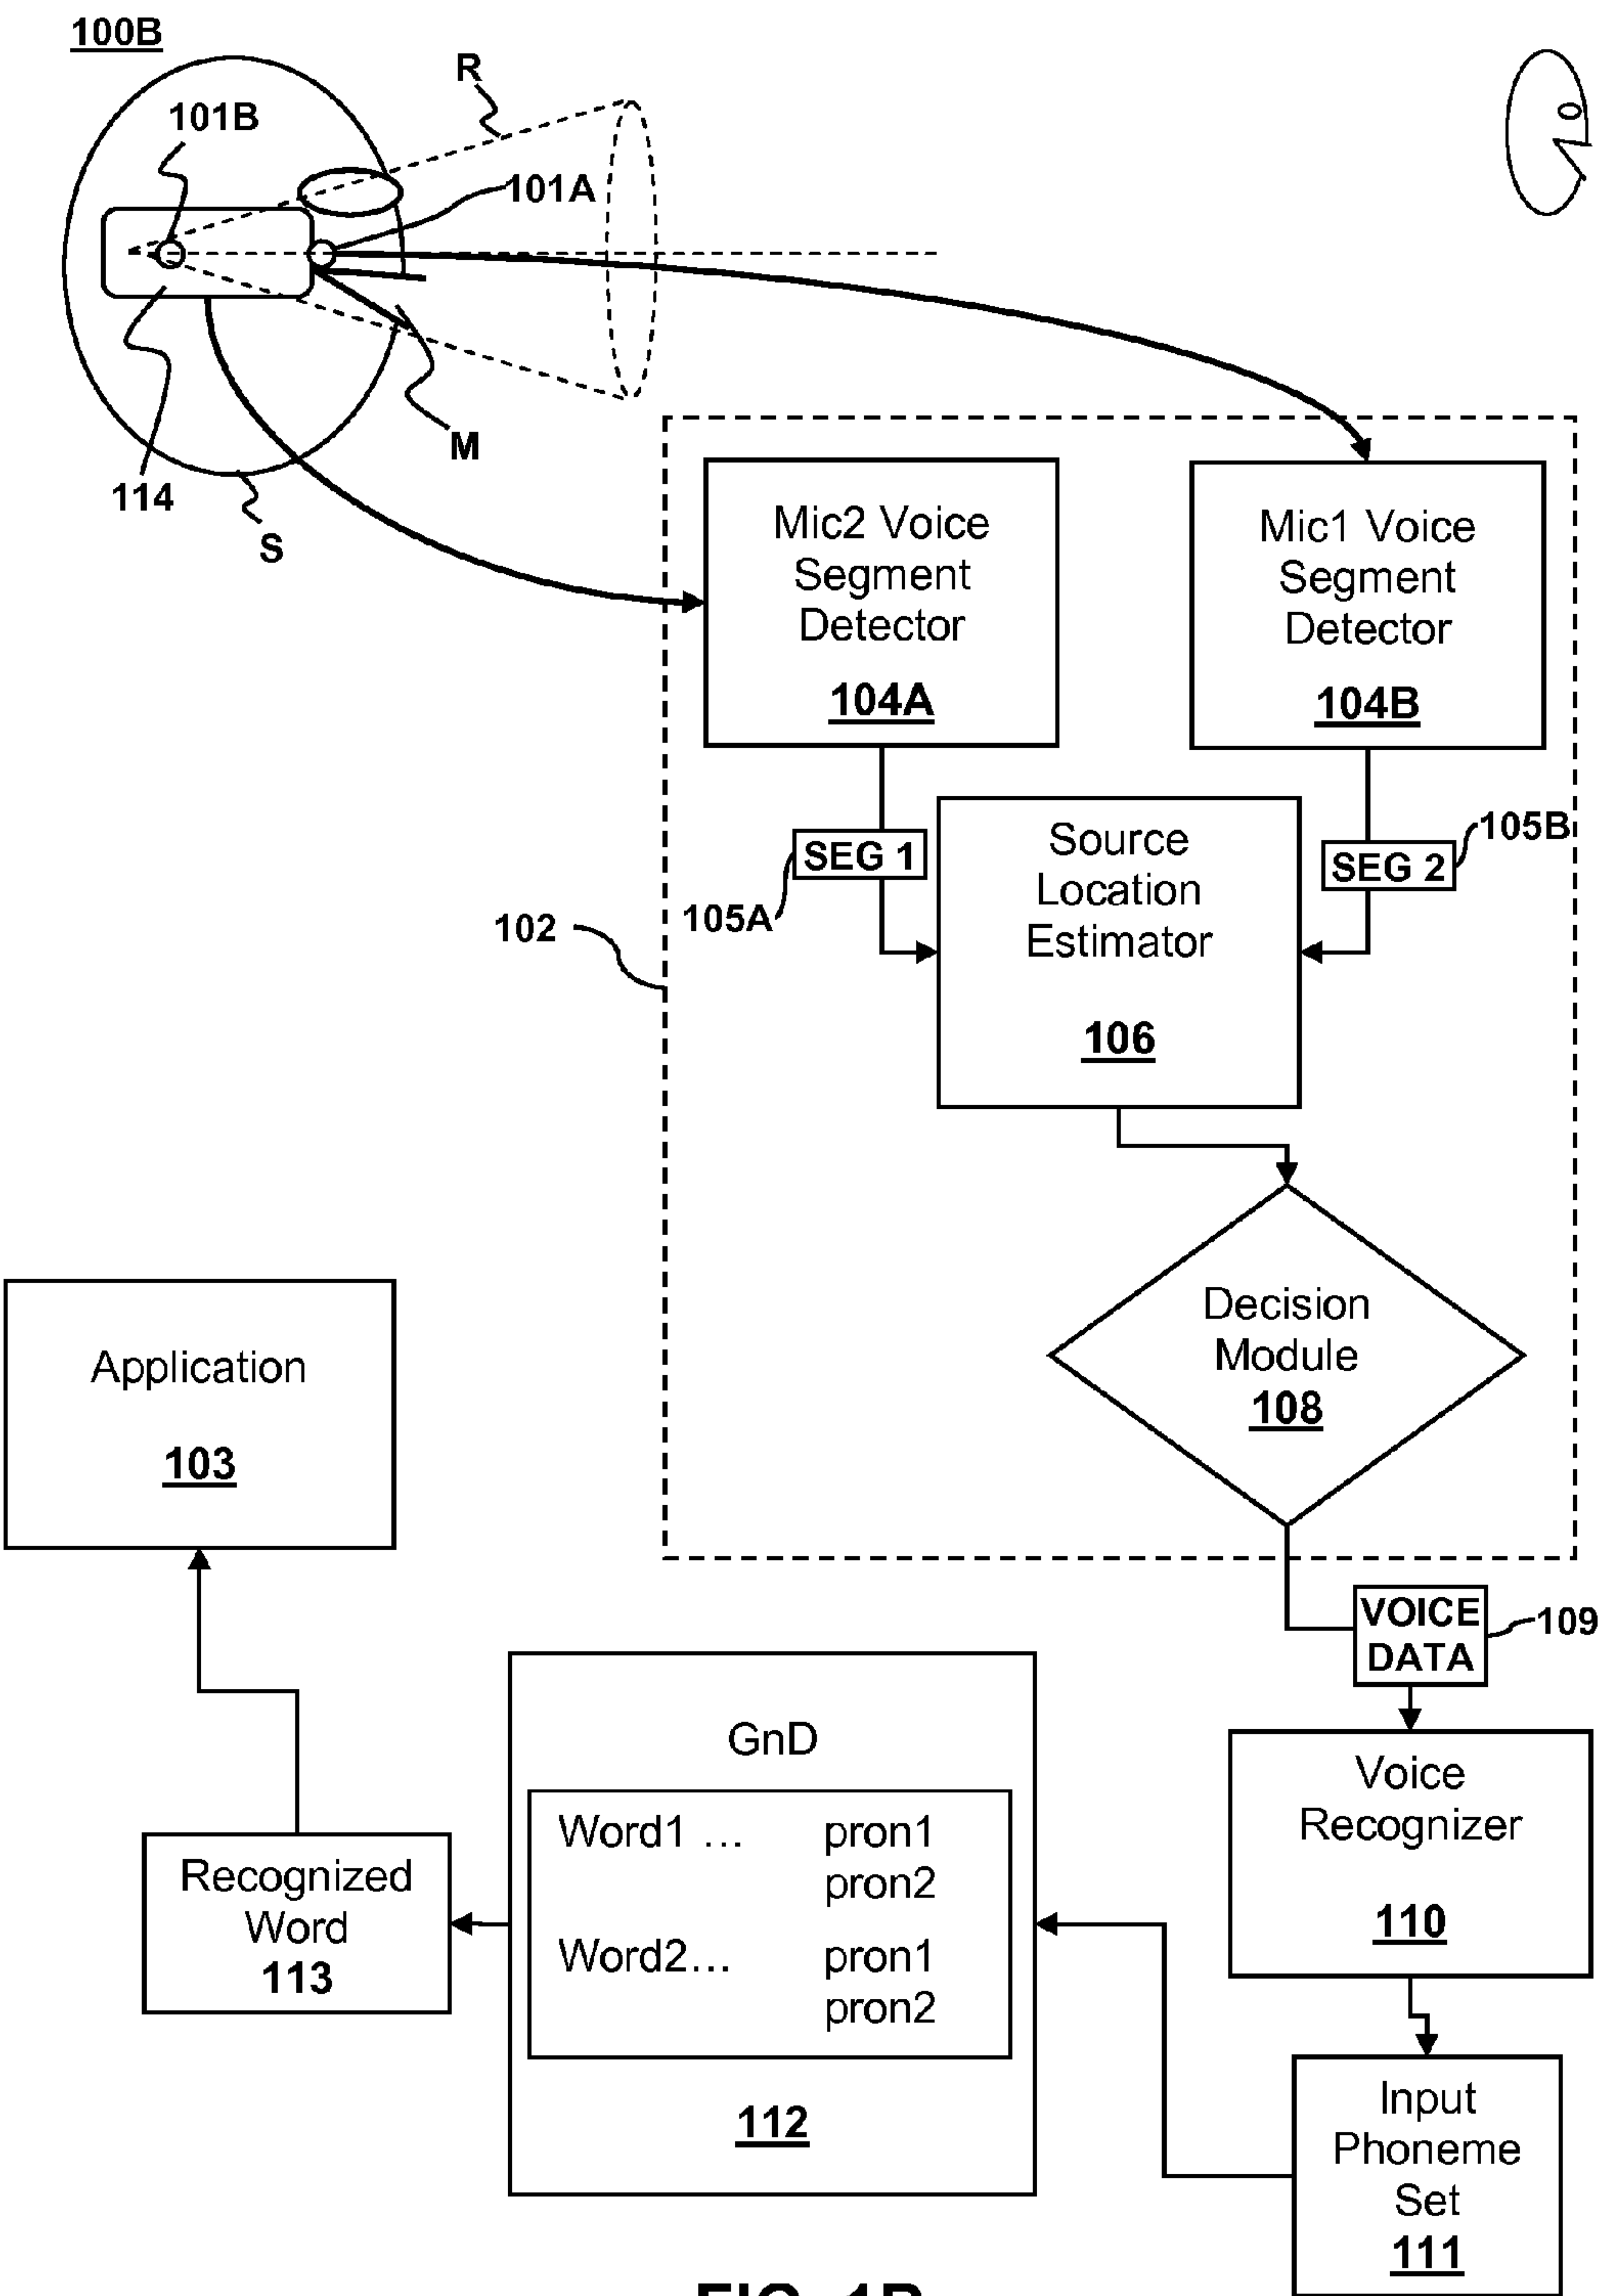 100B
R
101B
101A
M
114
S
Mic2 Voice
Segment
Detector
104A
Mic1 Voice
Segment
Detector
104B
SEG 1
105A
Source
Location
Estimator
106
SEG 2
105B
102
Decision
Module
108
Application
103
VOICE
DATA
109
GnD
Word1 ... pron1
pron2
Word2... pron1
pron2
112
Voice
Recognizer
110
Recognized
Word
113
Input
Phoneme
Set
111
FIG. 1B